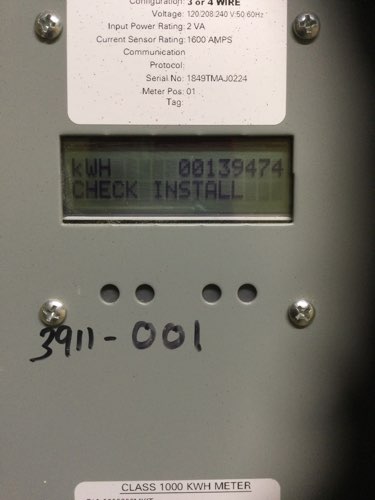 Configuration: 3 or 4 WIRE
Voltage: 120/208:240 V:50:60Hz
Input Power Rating: 2 VA
Current Sensor Rating: 1600 AMPS
Communication
Protocol:
Serial No: 1849TMAJ0224
Meter Pos: 01
Tag:
kWH 00139474
CHECK INSTALL
3911-001
CLASS 1000 KWH METER